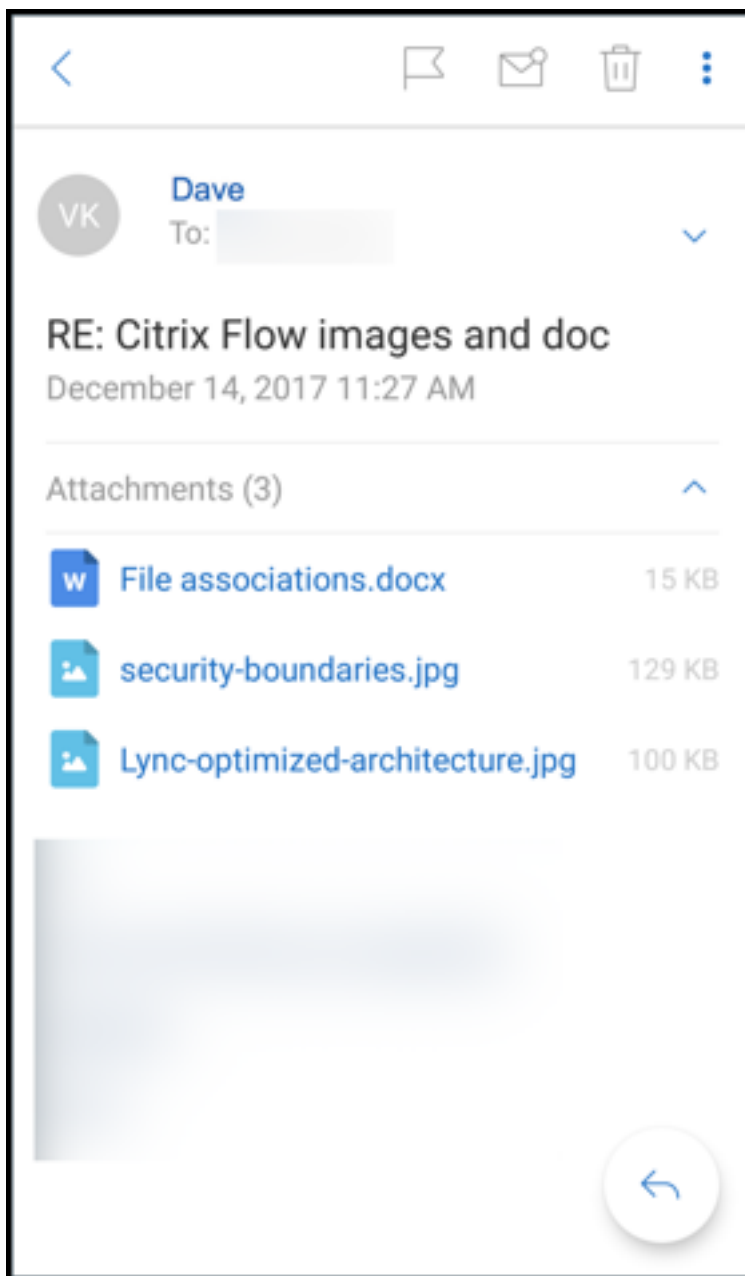 VK
Dave
To:
RE: Citrix Flow images and doc
December 14, 2017 11:27 AM
Attachments (3)
W File associations.docx 15 KB
security-boundaries.jpg 129 KB
Lync-optimized-architecture.jpg 100 KB